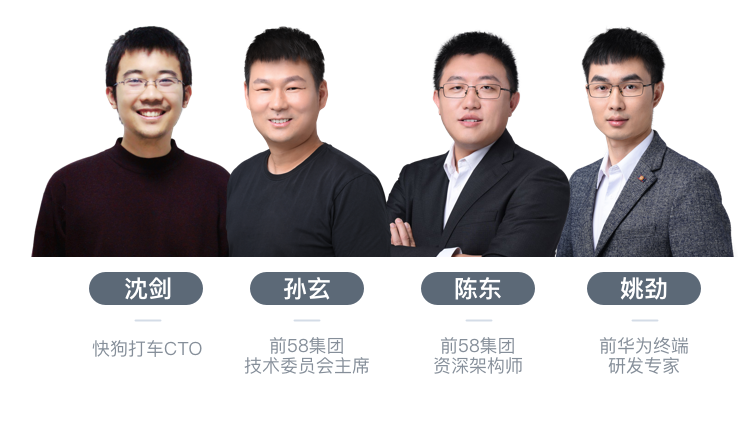 沈剑
孙玄
陈东
姚劲
快狗打车CTO
前58集团
技术委员会主席
前58集团
资深架构师
前华为终端
研发专家